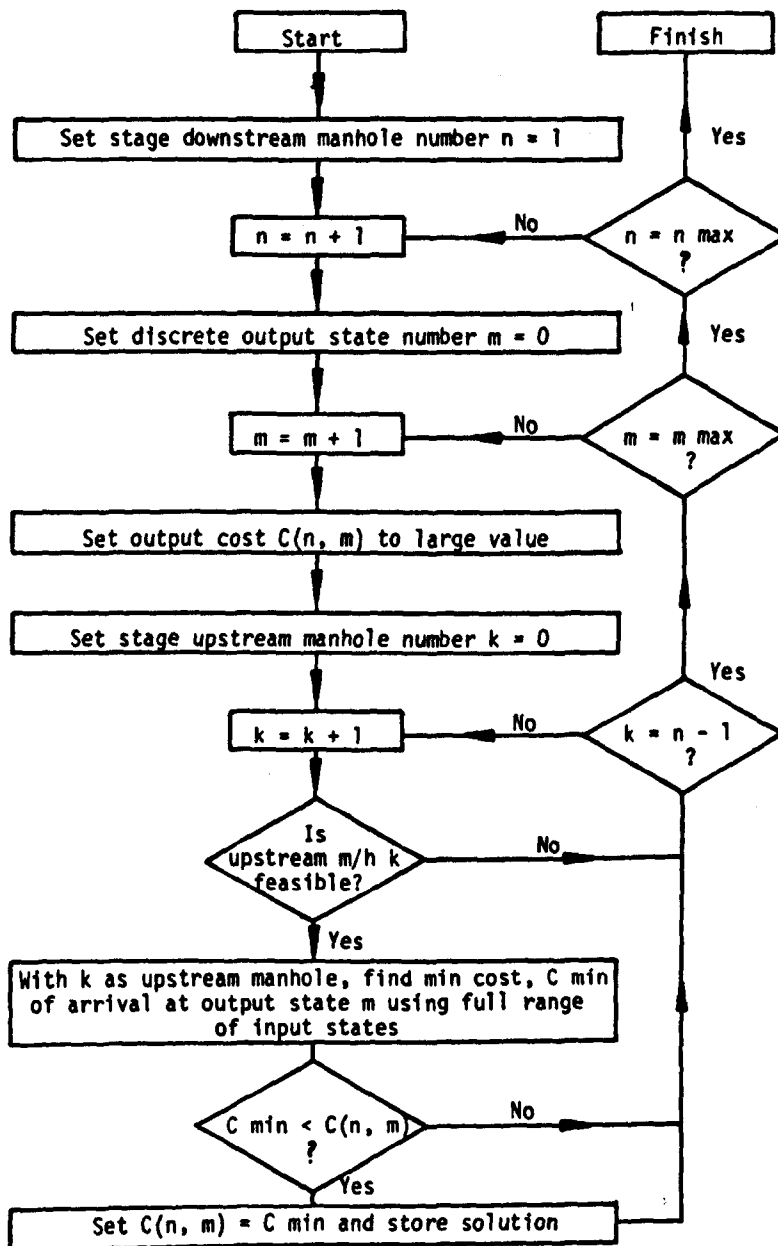 Start
Finish
Set stage downstream manhole number n = 1
Yes
n = n + 1
No
n = n max
?
Set discrete output state number m = 0
Yes
m = m + 1
No
m = m max
?
Set output cost C(n, m) to large value
Set stage upstream manhole number k = 0
Yes
k = k + 1
No
k = n - 1
?
Is
upstream m/h k
feasible?
No
Yes
With k as upstream manhole, find min cost, C min
of arrival at output state m using full range
of input states
C min < C(n, m)
?
No
Yes
Set C(n, m) = C min and store solution